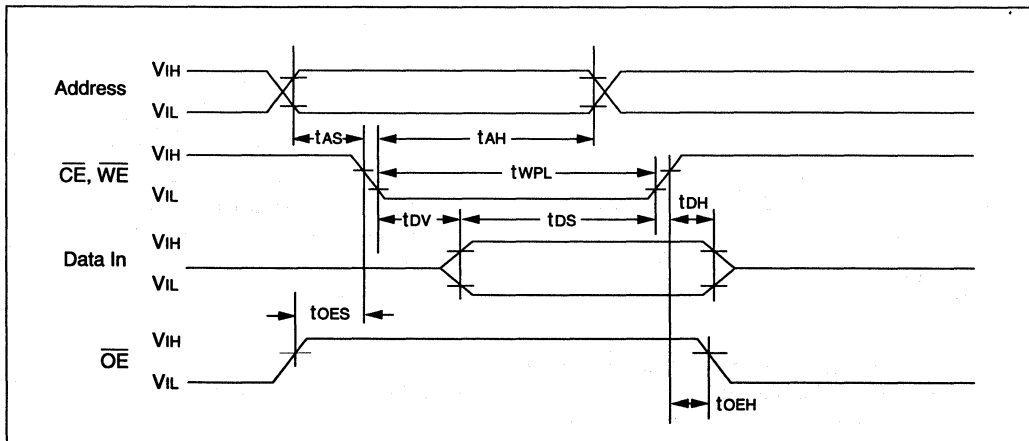 VIH
Address
VIL
tAS
tAH
VIH
CE, WE
tWPL
VIL
tDV
tDS
tDH
VIH
Data In
VIL
tOES
VIH
OE
VIL
tOEH